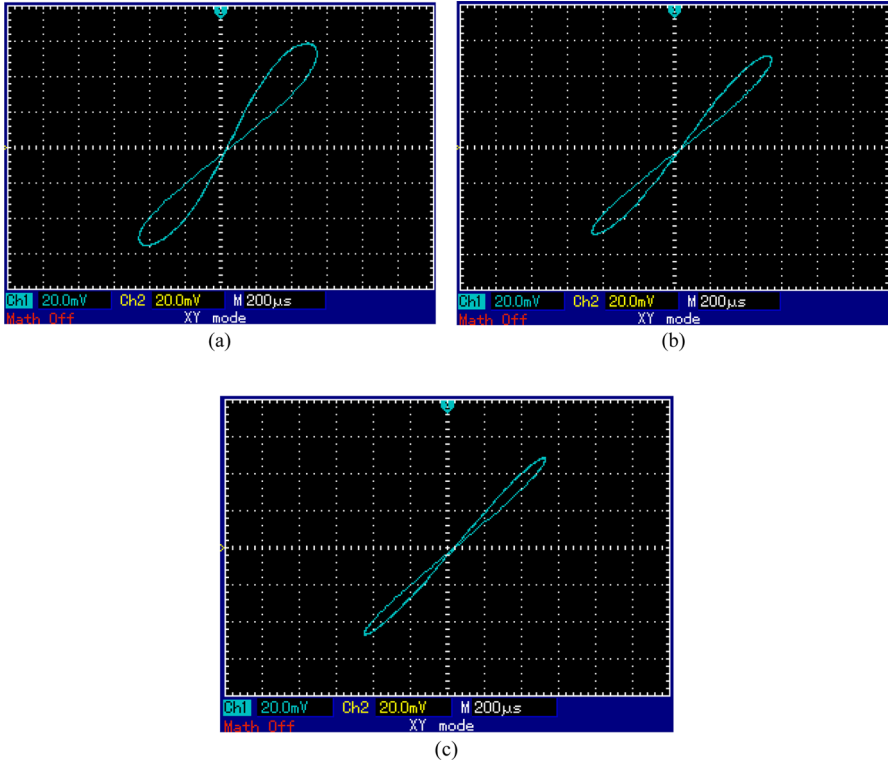 Ch1 20.0mV Ch2 20.0mV M 200µs
Math Off XY mode
(a)
Ch1 20.0mV Ch2 20.0mV M 200µs
Math Off XY mode
(b)
Ch1 20.0mV Ch2 20.0mV M 200µs
Math Off XY mode
(c)